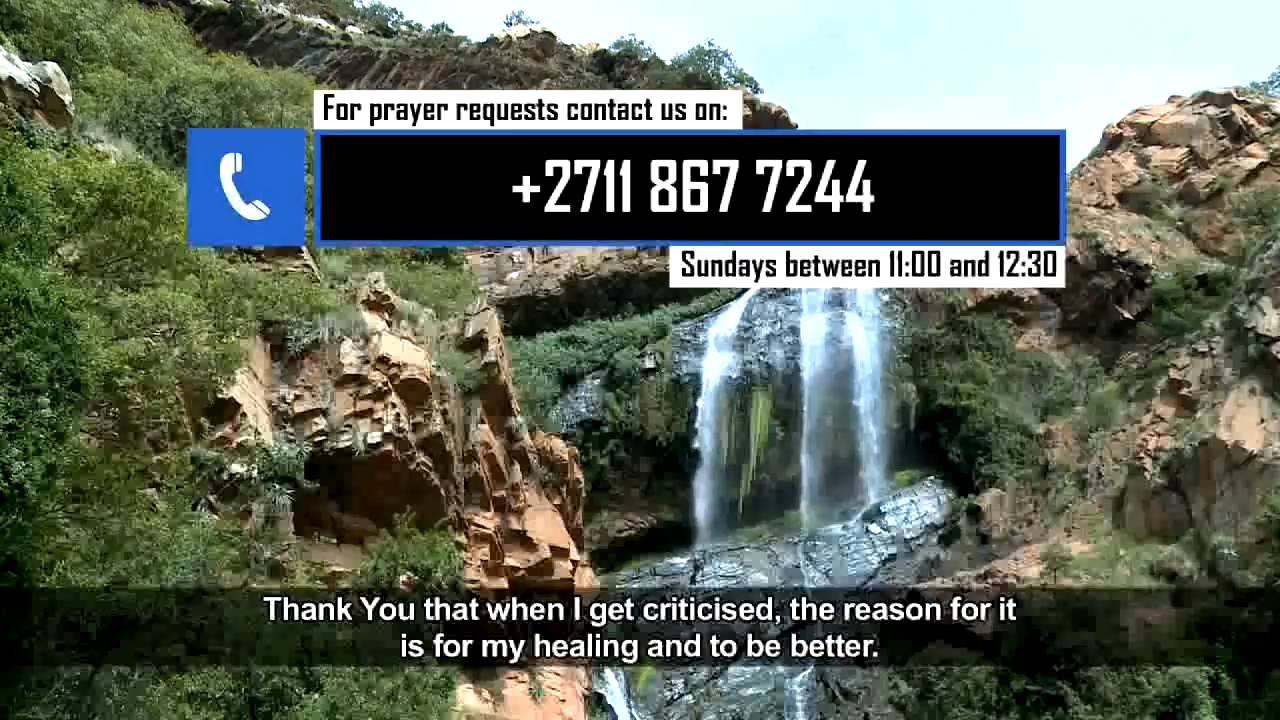 For prayer requests contact us on:
+2711 867 7244
Sundays between 11:00 and 12:30
Thank You that when I get criticised, the reason for it
is for my healing and to be better.